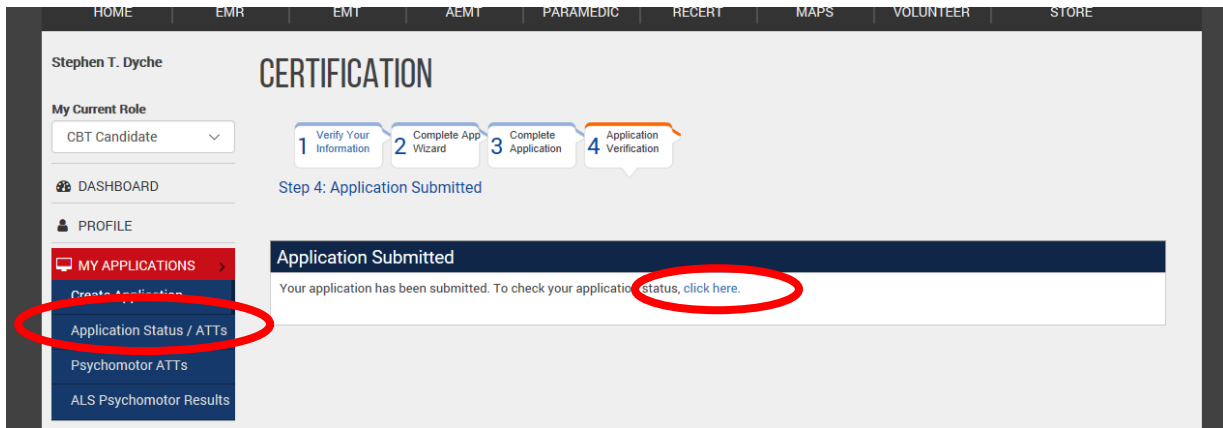 HOME EMR EMT AEMT PARAMEDIC RECERT MAPS VOLUNTEER STORE
Stephen T. Dyche
CERTIFICATION
My Current Role
CBT Candidate
1 Verify Your Information
2 Complete App Wizard
3 Complete Application
4 Application Verification
DASHBOARD
Step 4: Application Submitted
PROFILE
MY APPLICATIONS
Application Submitted
Create Application
Your application has been submitted. To check your application status, click here.
Application Status / ATTs
Psychomotor ATTs
ALS Psychomotor Results